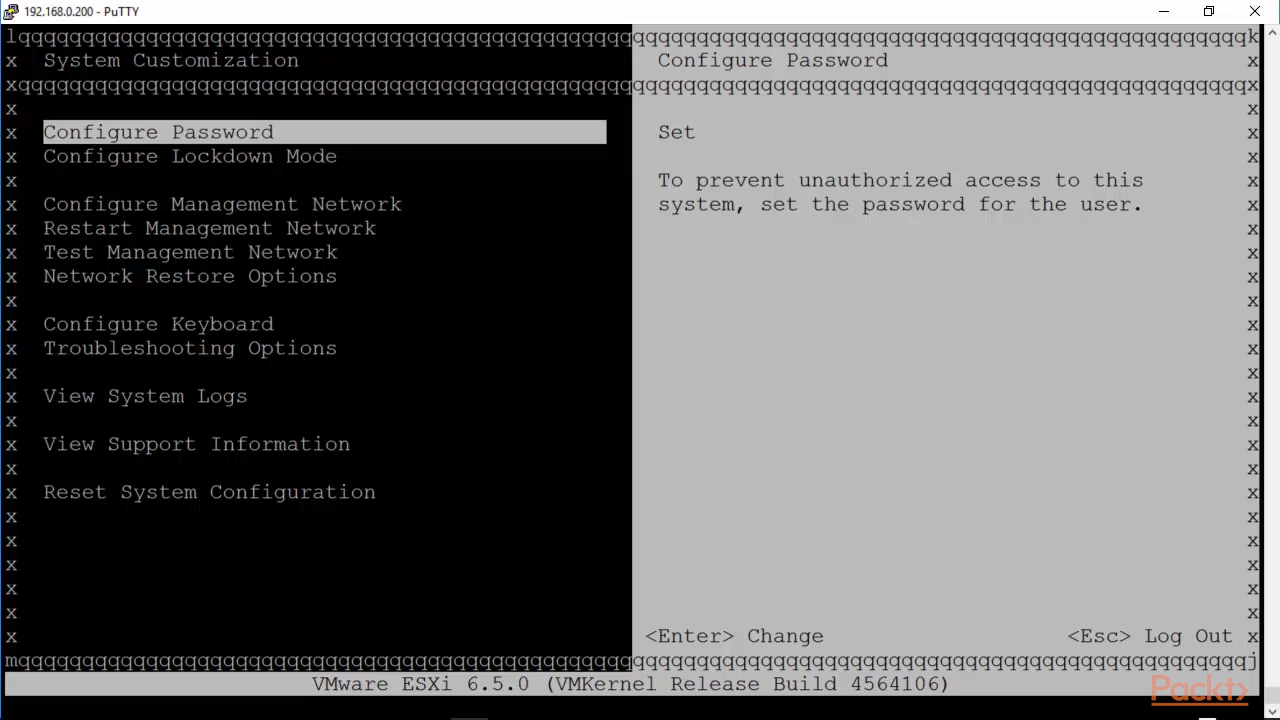 192.168.0.200 - PuTTY
lqqqqqqqqqqqqqqqqqqqqqqqqqqqqqqqqqqqqqqqqqqqqqqqqqqqqqqqqqqqqqqqqqqqqqqqqqqqqqqqqqqqqqqqqqqqqqqqqqk
x System Customization Configure Password x
xqqqqqqqqqqqqqqqqqqqqqqqqqqqqqqqqqqqqqqqqqqqqqqqqqqqqqqqqqqqqqqqqqqqqqqqqqqqqqqqqqqqqqqqqqqqqqqqqqx
x x
x Configure Password Set x
x Configure Lockdown Mode x
x To prevent unauthorized access to this x
x Configure Management Network system, set the password for the user. x
x Restart Management Network x
x Test Management Network x
x Network Restore Options x
x x
x Configure Keyboard x
x Troubleshooting Options x
x x
x View System Logs x
x x
x View Support Information x
x x
x Reset System Configuration x
x x
x x
x x
x x
x x
x <Enter> Change <Esc> Log Out x
mqqqqqqqqqqqqqqqqqqqqqqqqqqqqqqqqqqqqqqqqqqqqqqqqqqqqqqqqqqqqqqqqqqqqqqqqqqqqqqqqqqqqqqqqqqqqqqqqqj
VMware ESXi 6.5.0 (VMKernel Release Build 4564106)
Packt>